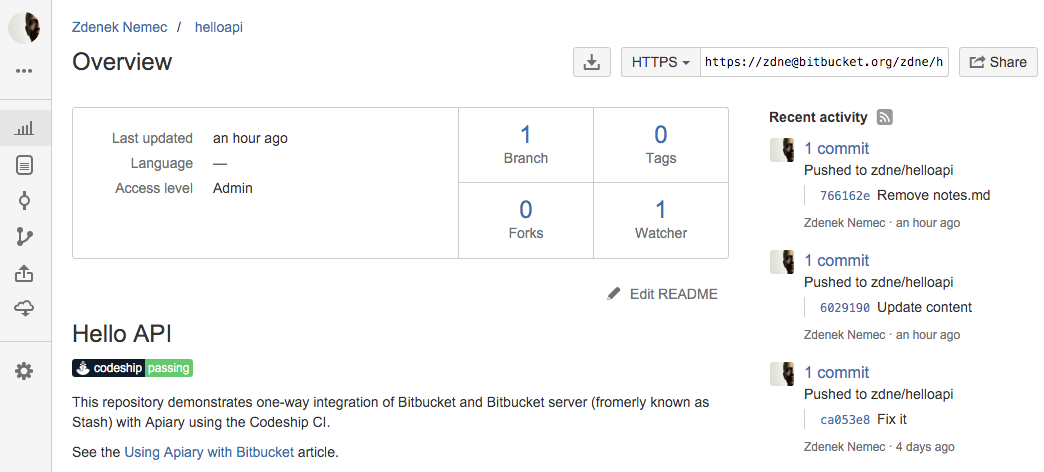 Zdenek Nemec / helloapi
Overview
HTTPS
https://zdne@bitbucket.org/zdne/h
Share
Last updated an hour ago
Language —
Access level Admin
1
Branch
0
Tags
0
Forks
1
Watcher
Edit README
Hello API
codeship passing
This repository demonstrates one-way integration of Bitbucket and Bitbucket server (fromerly known as
Stash) with Apiary using the Codeship CI.
See the Using Apiary with Bitbucket article.
Recent activity
1 commit
Pushed to zdne/helloapi
766162e Remove notes.md
Zdenek Nemec · an hour ago
1 commit
Pushed to zdne/helloapi
6029190 Update content
Zdenek Nemec · an hour ago
1 commit
Pushed to zdne/helloapi
ca053e8 Fix it
Zdenek Nemec · 4 days ago